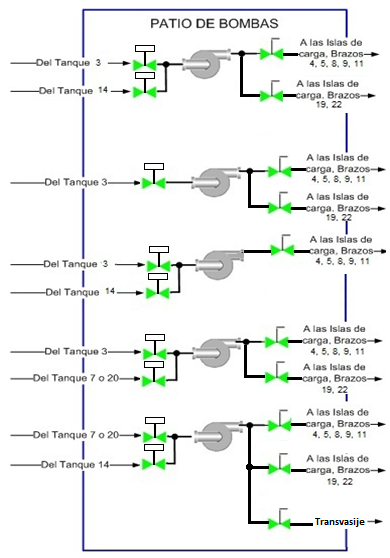 PATIO DE BOMBAS
Del Tanque 3
Del Tanque 14
A las Islas de
carga, Brazos
4, 5, 8, 9, 11
A las Islas de
carga. Brazos
19, 22
Del Tanque 3
A las Islas de
carga, Brazos
4, 5, 8, 9, 11
A las Islas de
carga, Brazos
19, 22
Del Tanque 3
Del Tanque 14
A las Islas de
carga, Brazos
4, 5, 8, 9, 11
Del Tanque 3
Del Tanque 7 o 20
A las Islas de
carga, Brazos
4, 5, 8, 9, 11
A las Islas de
carga, Brazos
19, 22
Del Tanque 7 o 20
Del Tanque 14
A las Islas de
carga, Brazos
4, 5, 8, 9, 11
A las Islas de
carga, Brazos
19, 22
Transvasije